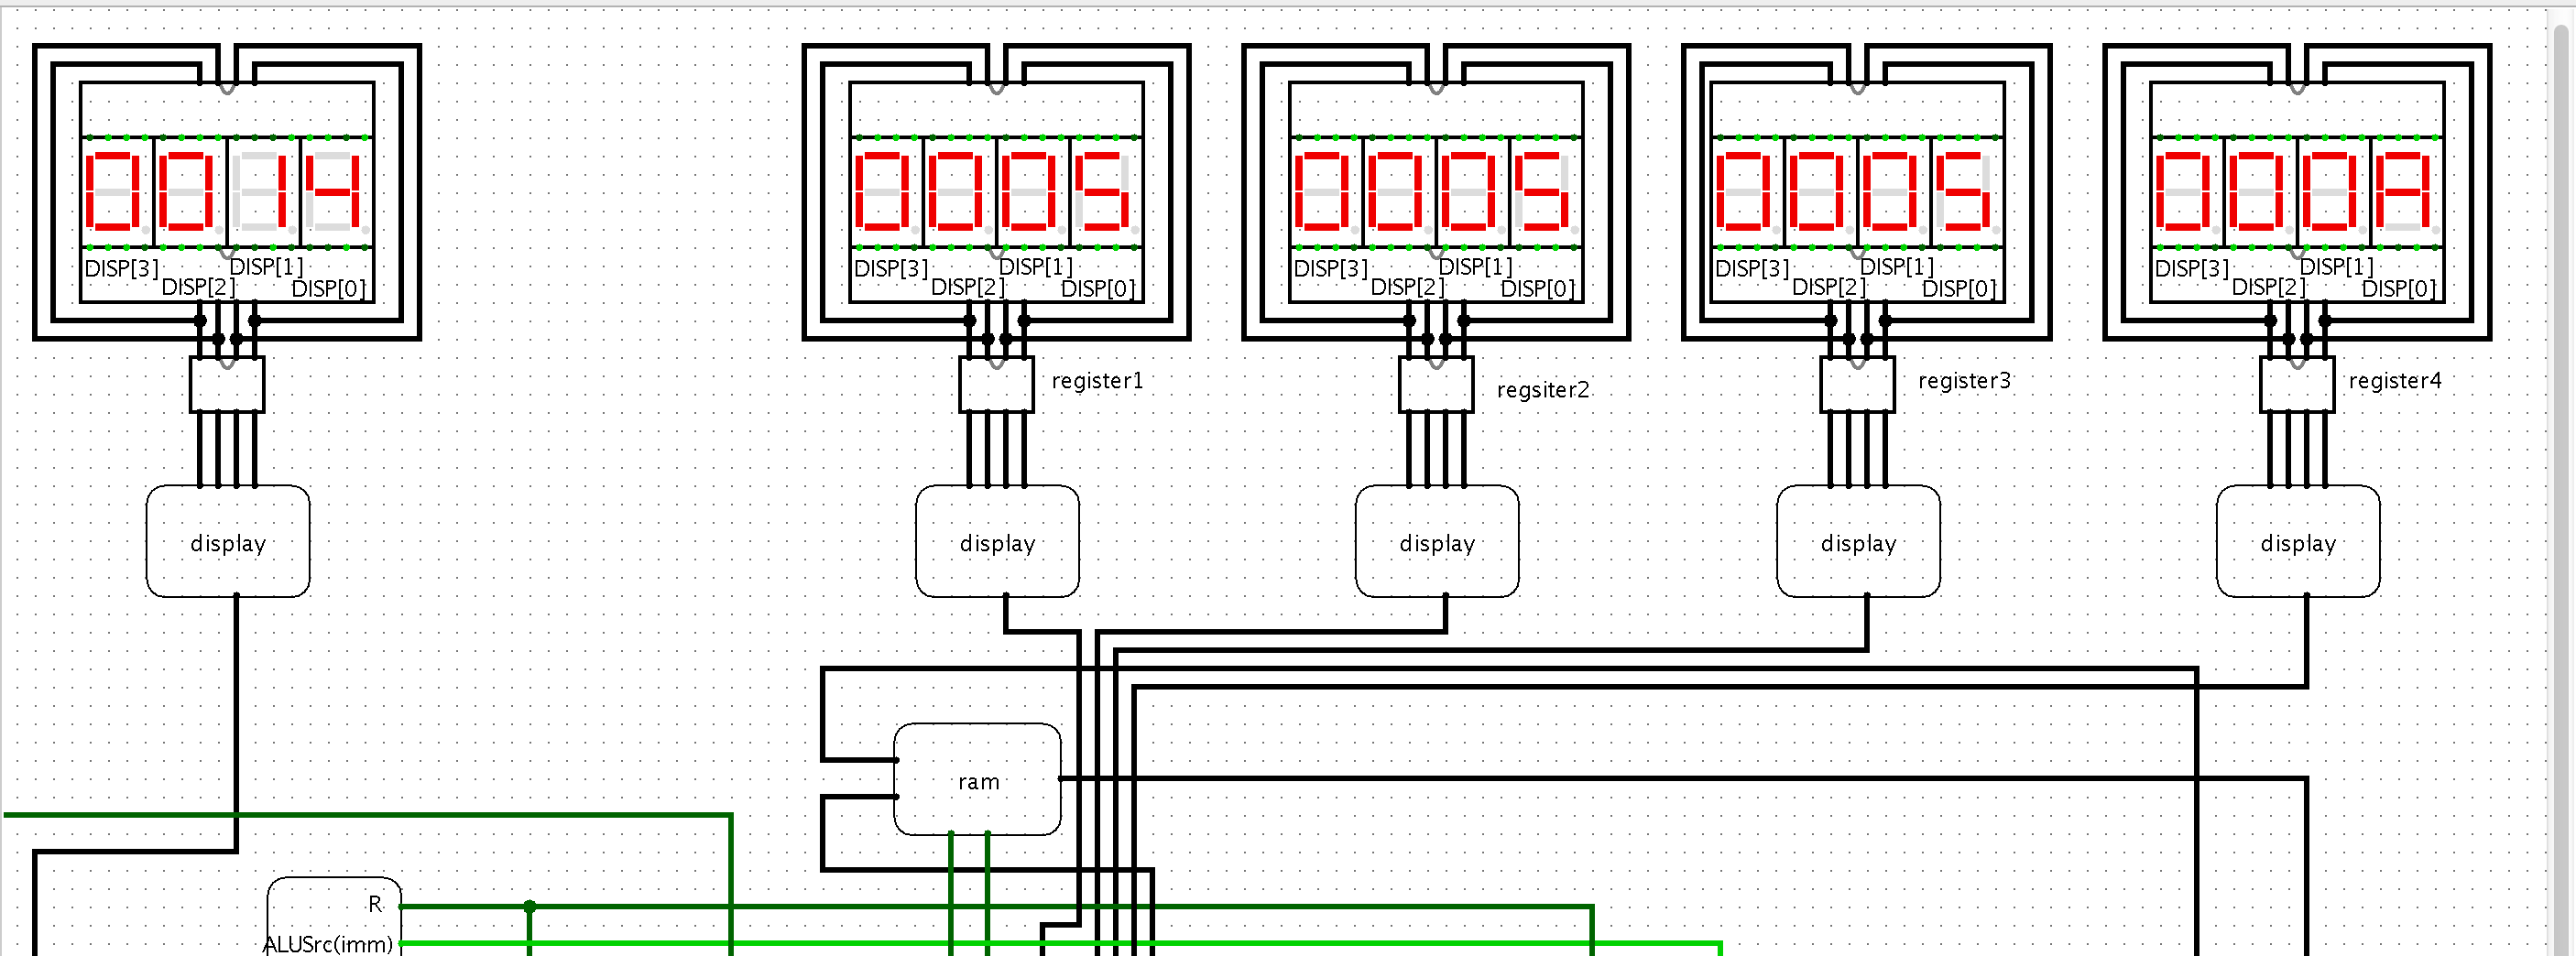 0014
0005
0005
0005
000A
DISP[3] DISP[2] DISP[1] DISP[0]
DISP[3] DISP[2] DISP[1] DISP[0]
DISP[3] DISP[2] DISP[1] DISP[0]
DISP[3] DISP[2] DISP[1] DISP[0]
DISP[3] DISP[2] DISP[1] DISP[0]
register1
regsiter2
register3
register4
display
display
display
display
display
ram
R
ALUSrc(imm)